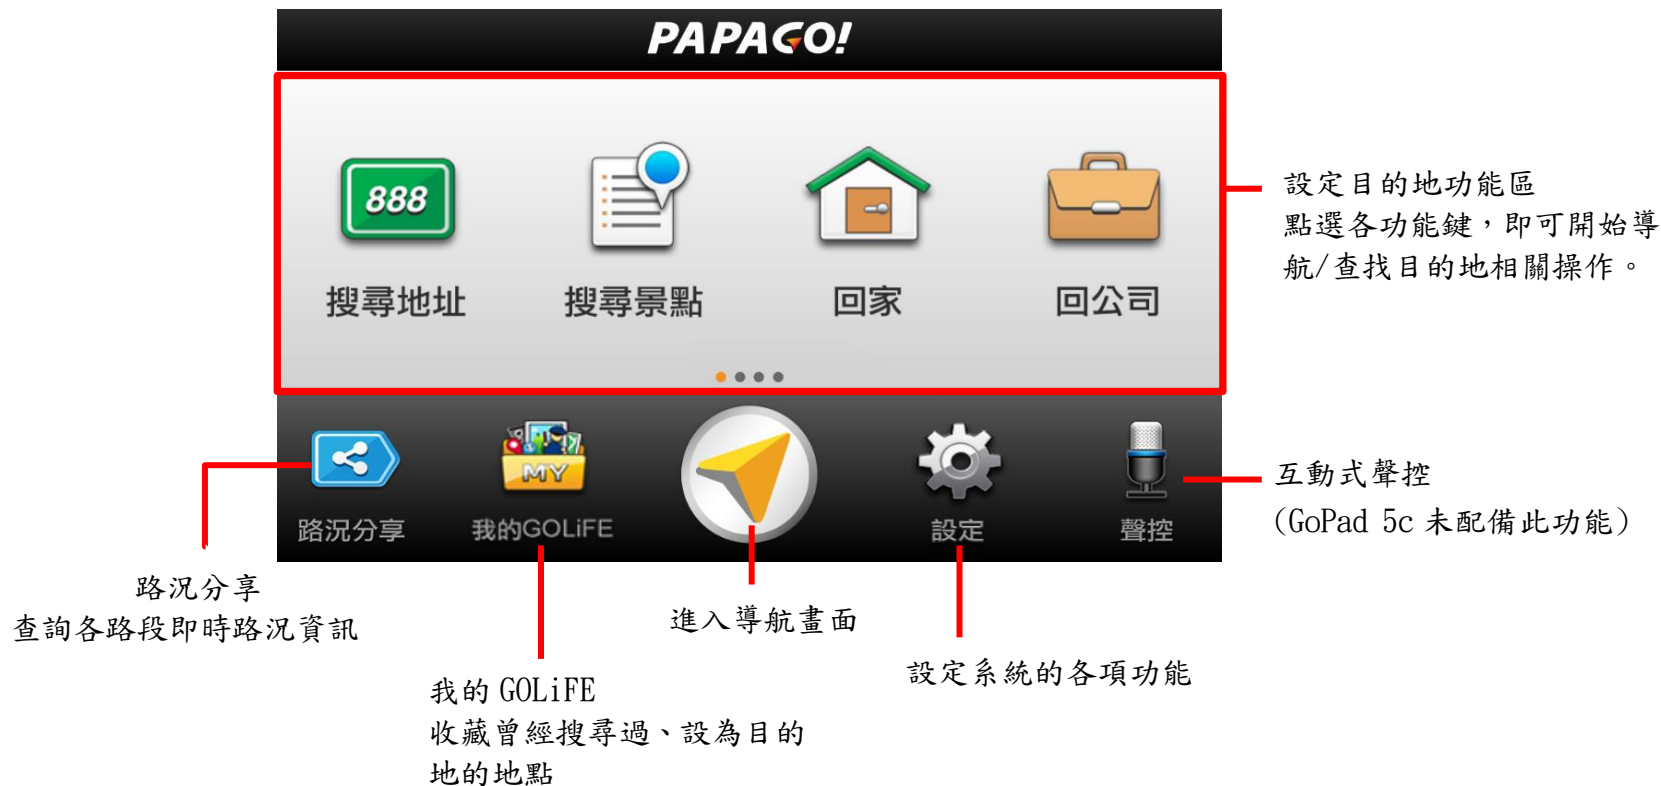 PAPAGO!
888
搜尋地址
搜尋景點
回家
回公司
設定目的地功能區
點選各功能鍵，即可開始導
航/查找目的地相關操作。
MY
路況分享
我的GOLiFE
設定
聲控
互動式聲控
(GoPad 5c 未配備此功能)
路況分享
查詢各路段即時路況資訊
進入導航畫面
設定系統的各項功能
我的 GOLiFE
收藏曾經搜尋過、設為目的
地的地點